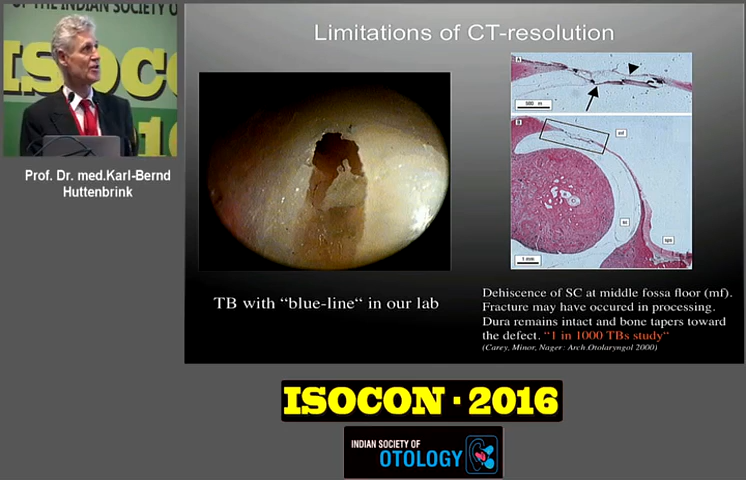 OF THE INDIAN SOCIETY O
ISOCO
Prof. Dr. med.Karl-Bernd
Huttenbrink
Limitations of CT-resolution
A
500 m
B
mf
sc
sps
1 mm
TB with “blue-line“ in our lab
Dehiscence of SC at middle fossa floor (mf).
Fracture may have occured in processing.
Dura remains intact and bone tapers toward
the defect. “1 in 1000 TBs study“
(Carey, Minor, Nager: Arch.Otolaryngol 2000)
ISOCON · 2016
INDIAN SOCIETY OF
OTOLOGY